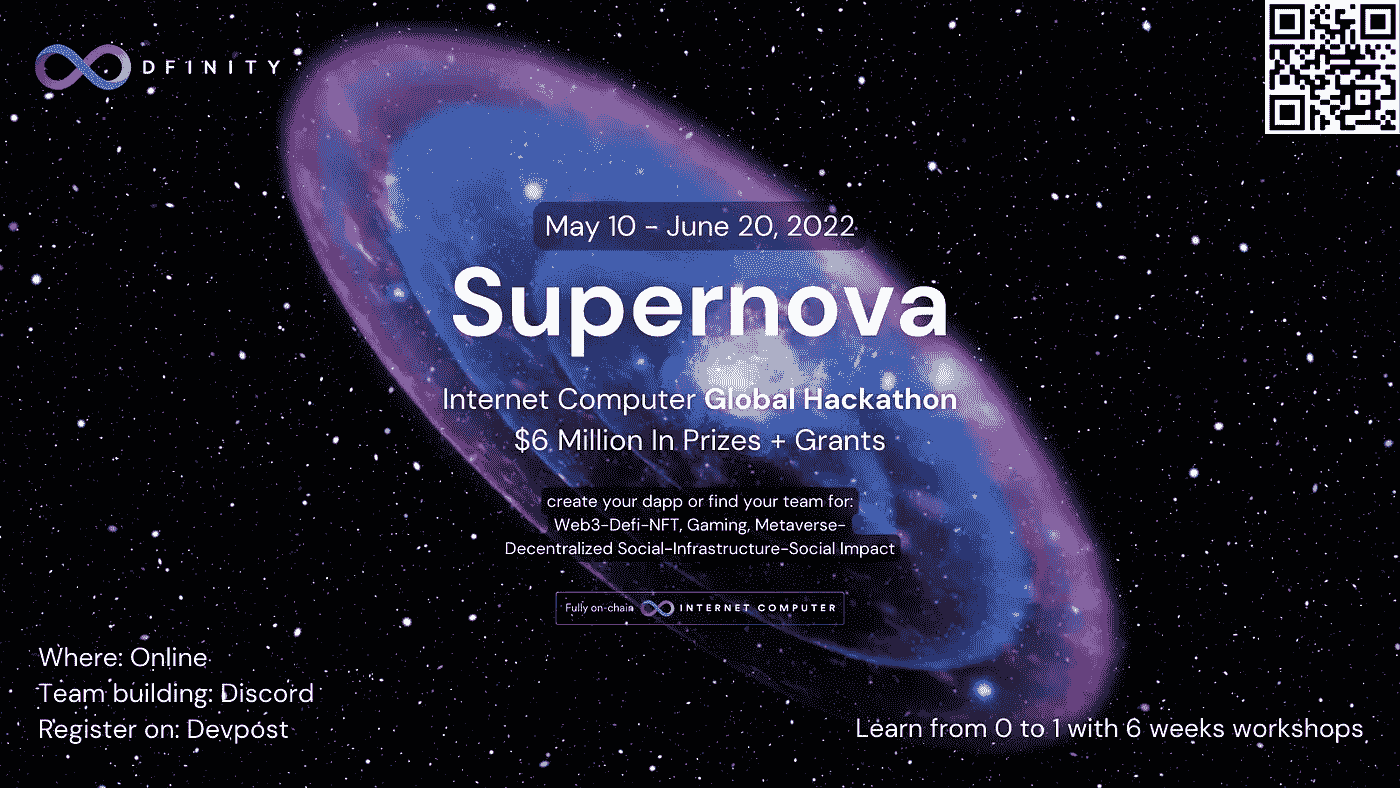 DFINITY
May 10 - June 20, 2022
Supernova
Internet Computer Global Hackathon
$6 Million In Prizes + Grants
create your dapp or find your team for:
Web3-Defi-NFT, Gaming, Metaverse-
Decentralized Social-Infrastructure-Social Impact
Fully on-chain INTERNET COMPUTER
Where: Online
Team building: Discord
Register on: Devpost
Learn from 0 to 1 with 6 weeks workshops